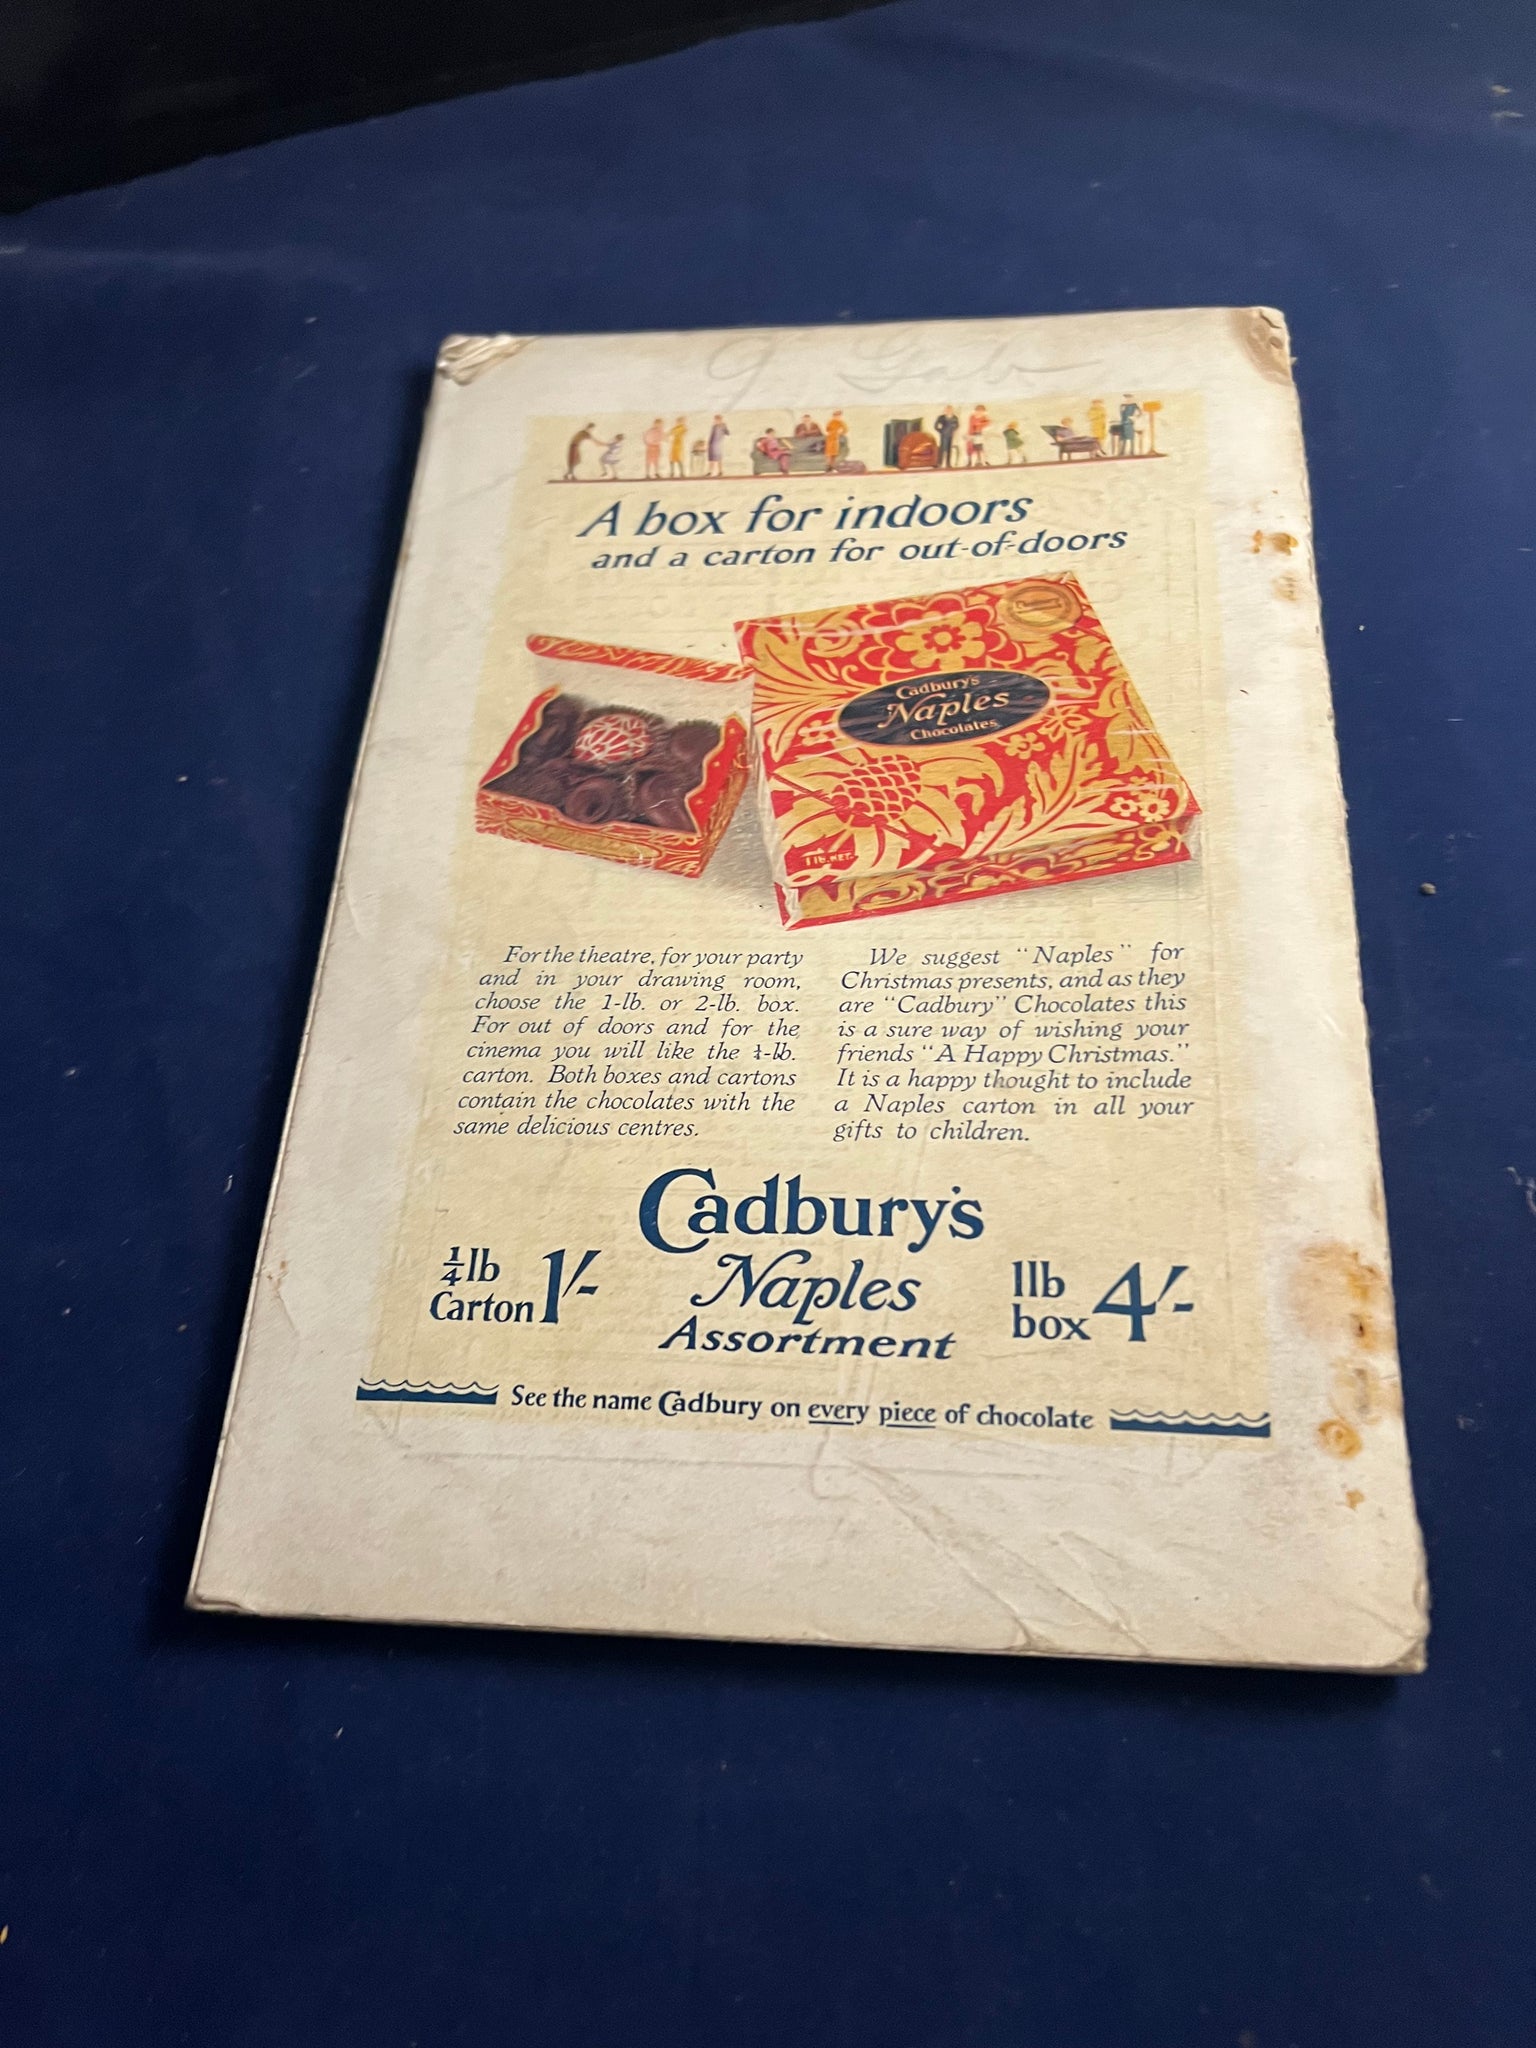 A box for indoors
and a carton for out-of-doors
Cadbury's
Naples
Chocolates
1 lb. NET.
For the theatre, for your party
and in your drawing room,
choose the 1-lb. or 2-lb. box.
For out of doors and for the
cinema you will like the ¼-lb.
carton. Both boxes and cartons
contain the chocolates with the
same delicious centres.
We suggest "Naples" for
Christmas presents, and as they
are "Cadbury" Chocolates this
is a sure way of wishing your
friends "A Happy Christmas."
It is a happy thought to include
a Naples carton in all your
gifts to children.
Cadbury's
Naples
Assortment
¼ lb
Carton 1/-
1lb
box 4/-
See the name Cadbury on every piece of chocolate